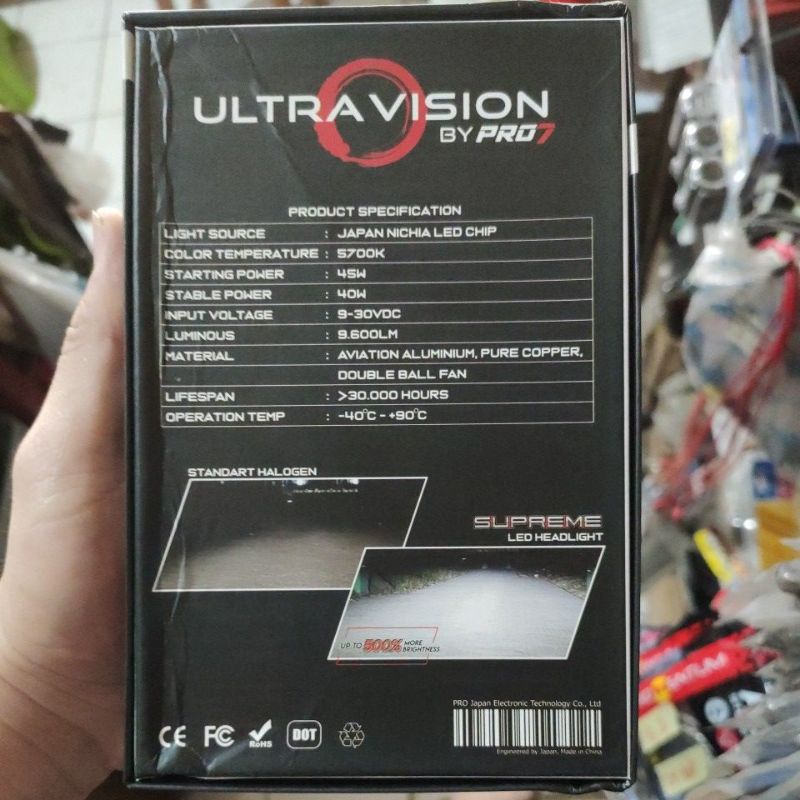 ULTRA VISION
BY PRO7
PRODUCT SPECIFICATION
LIGHT SOURCE : JAPAN NICHIA LED CHIP
COLOR TEMPERATURE : 5700K
STARTING POWER : 45W
STABLE POWER : 40W
INPUT VOLTAGE : 9-30VDC
LUMINOUS : 9.600LM
MATERIAL : AVIATION ALUMINIUM, PURE COPPER,
DOUBLE BALL FAN
LIFESPAN : >30.000 HOURS
OPERATION TEMP : -40°C - +90°C
STANDART HALOGEN
SUPREME
LED HEADLIGHT
UP TO 500% MORE
BRIGHTNESS
PRO Japan Electronic Technology Co., Ltd
CE FC RoHS DOT
Engineered by Japan, Made in China